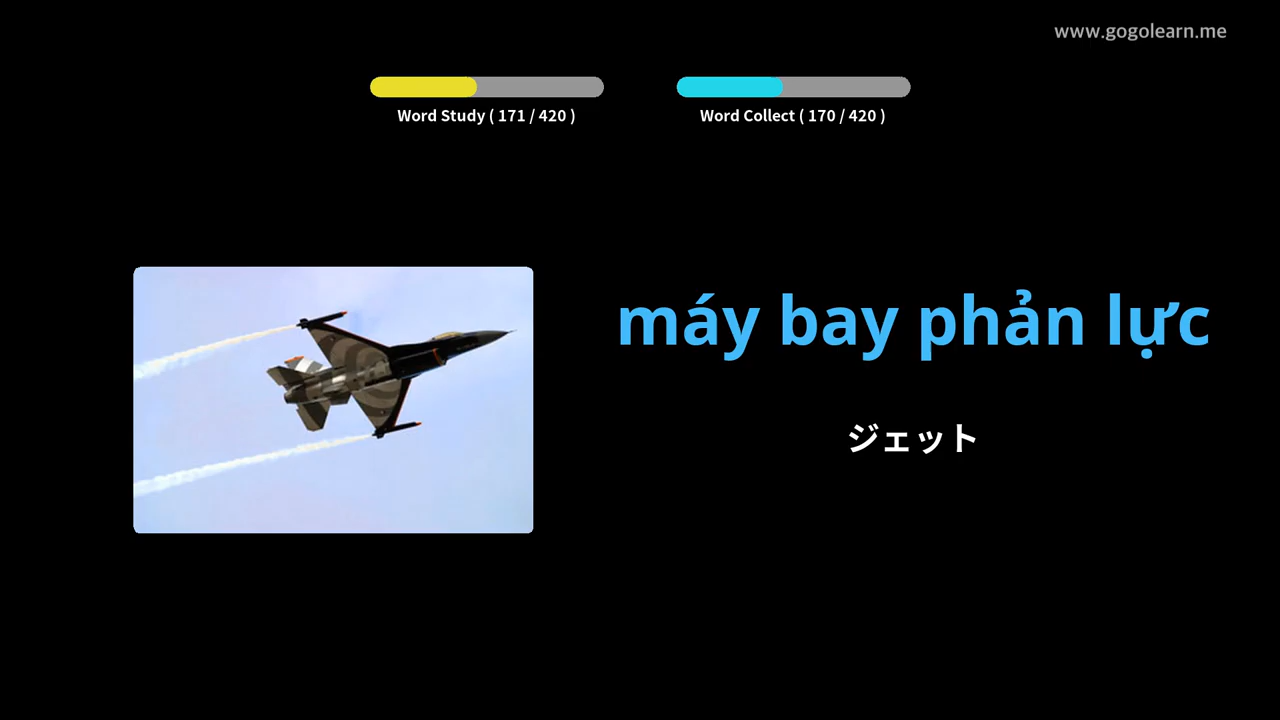 www.gogolearn.me
Word Study ( 171 / 420 )
Word Collect ( 170 / 420 )
máy bay phản lực
ジェット